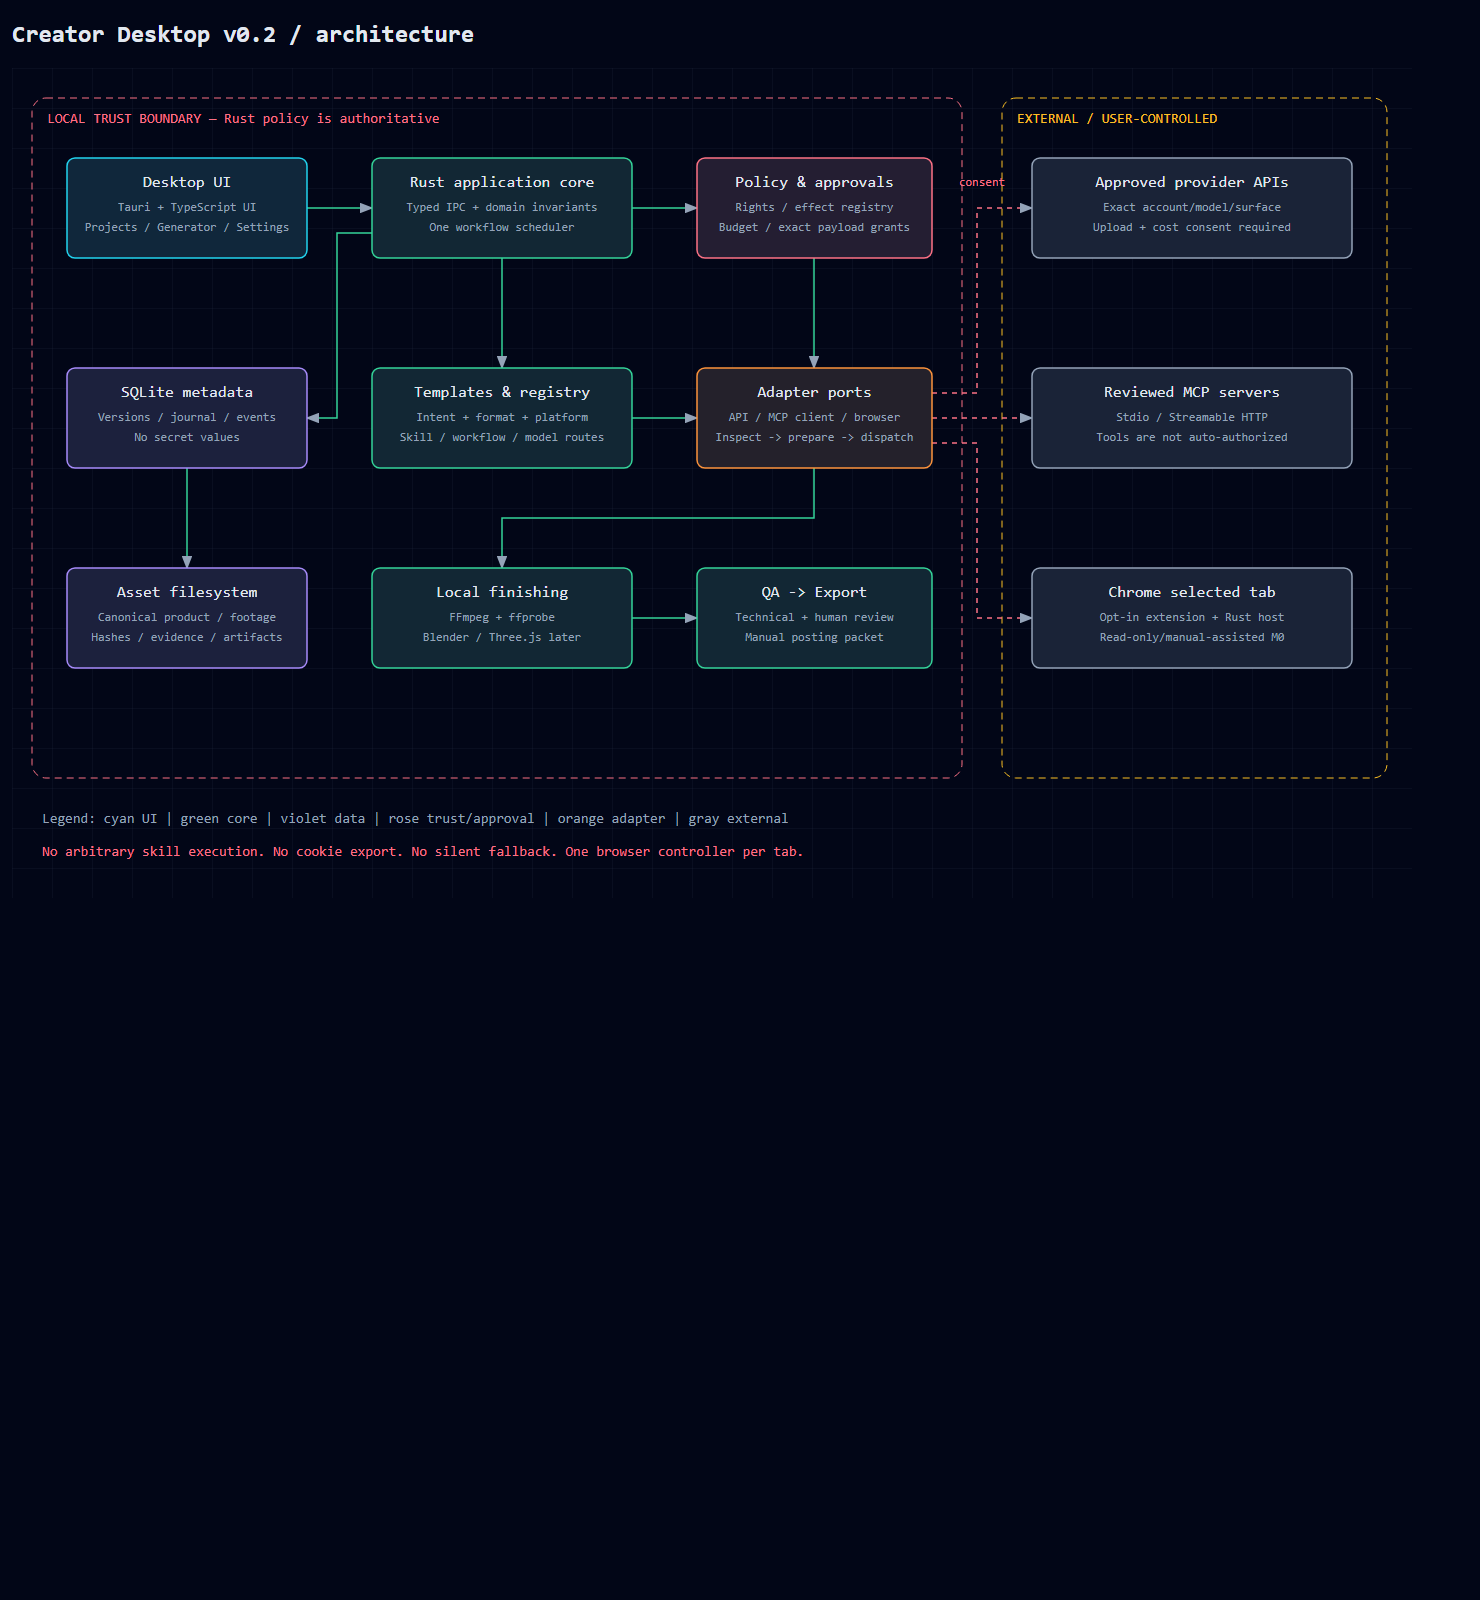 Creator Desktop v0.2 / architecture
LOCAL TRUST BOUNDARY — Rust policy is authoritative
EXTERNAL / USER-CONTROLLED
Desktop UI
Tauri + TypeScript UI
Projects / Generator / Settings
Rust application core
Typed IPC + domain invariants
One workflow scheduler
Policy & approvals
Rights / effect registry
Budget / exact payload grants
consent
Approved provider APIs
Exact account/model/surface
Upload + cost consent required
SQLite metadata
Versions / journal / events
No secret values
Templates & registry
Intent + format + platform
Skill / workflow / model routes
Adapter ports
API / MCP client / browser
Inspect -> prepare -> dispatch
Reviewed MCP servers
Stdio / Streamable HTTP
Tools are not auto-authorized
Asset filesystem
Canonical product / footage
Hashes / evidence / artifacts
Local finishing
FFmpeg + ffprobe
Blender / Three.js later
QA -> Export
Technical + human review
Manual posting packet
Chrome selected tab
Opt-in extension + Rust host
Read-only/manual-assisted M0
Legend: cyan UI | green core | violet data | rose trust/approval | orange adapter | gray external
No arbitrary skill execution. No cookie export. No silent fallback. One browser controller per tab.